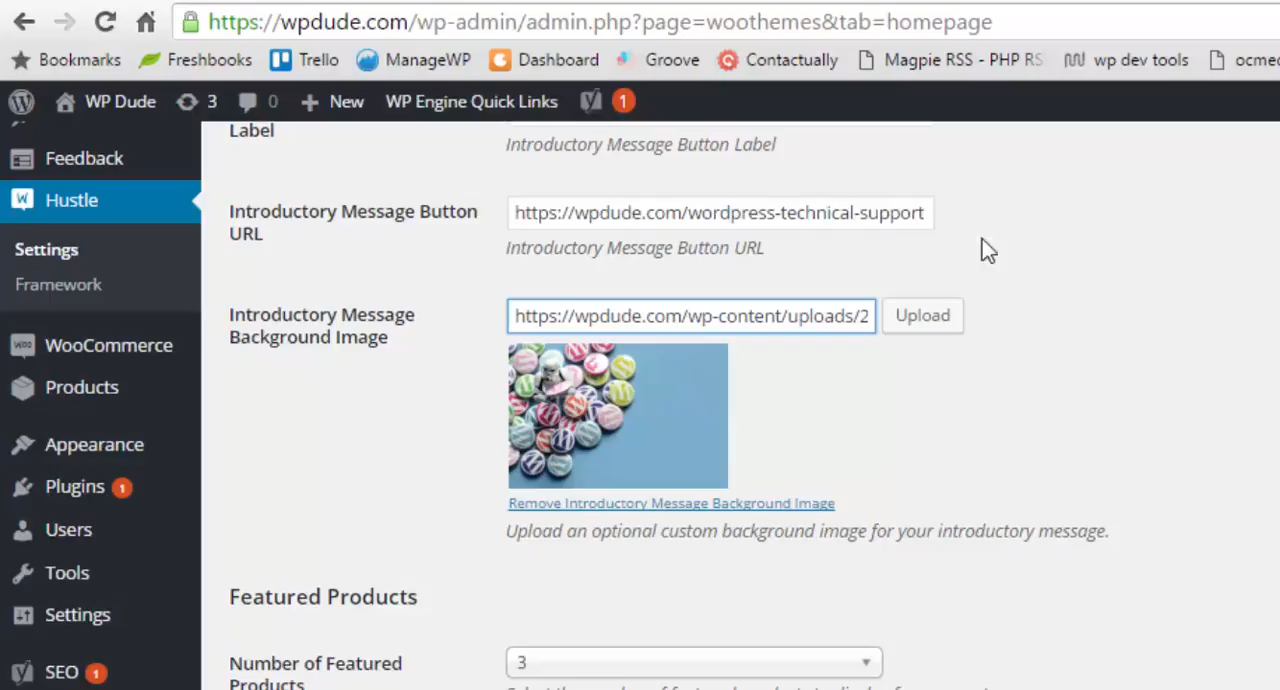 https://wpdude.com/wp-admin/admin.php?page=woothemes&tab=homepage
Bookmarks Freshbooks Trello ManageWP Dashboard Groove Contactually Magpie RSS - PHP RS wp dev tools ocmec
WP Dude 3 0 + New WP Engine Quick Links 1
Feedback
Hustle
Settings
Framework
WooCommerce
Products
Appearance
Plugins 1
Users
Tools
Settings
SEO 1
Label
Introductory Message Button Label
Introductory Message Button
URL
https://wpdude.com/wordpress-technical-support
Introductory Message Button URL
Introductory Message
Background Image
https://wpdude.com/wp-content/uploads/2
Upload
Remove Introductory Message Background Image
Upload an optional custom background image for your introductory message.
Featured Products
Number of Featured
Products
3